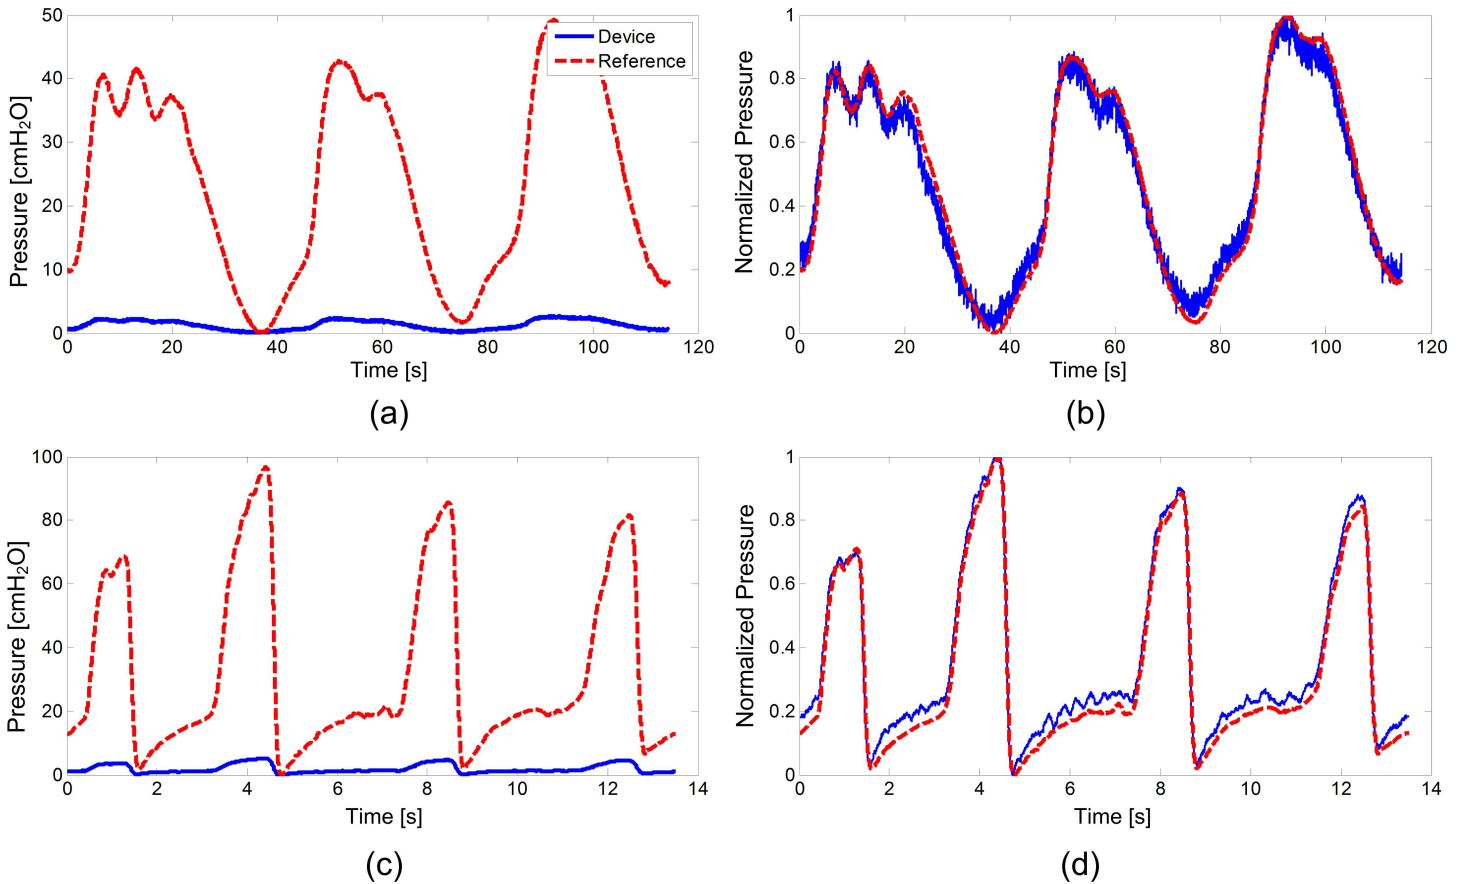 50
40
30
20
10
0
Pressure [cmH₂O]
Device
Reference
0 20 40 60 80 100 120
Time [s]
(a)
1
0.8
0.6
0.4
0.2
0
Normalized Pressure
0 20 40 60 80 100 120
Time [s]
(b)
100
80
60
40
20
0
Pressure [cmH₂O]
0 2 4 6 8 10 12 14
Time [s]
(c)
1
0.8
0.6
0.4
0.2
0
Normalized Pressure
0 2 4 6 8 10 12 14
Time [s]
(d)